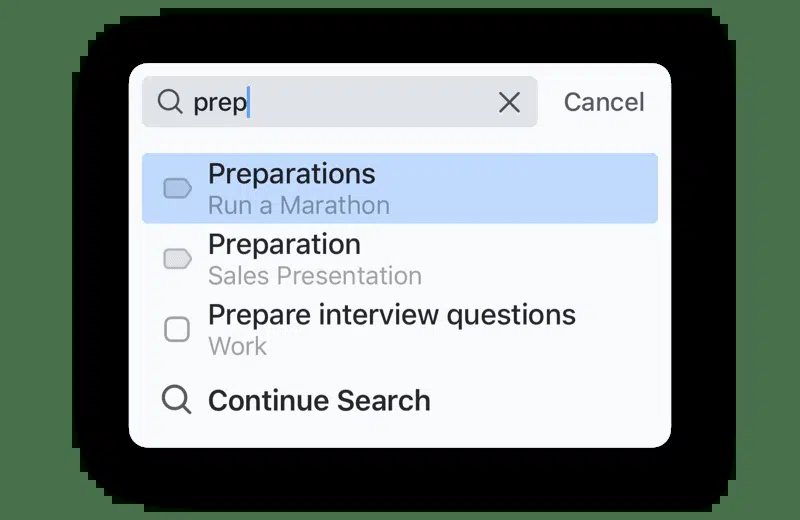 prep
Cancel
Preparations
Run a Marathon
Preparation
Sales Presentation
Prepare interview questions
Work
Continue Search